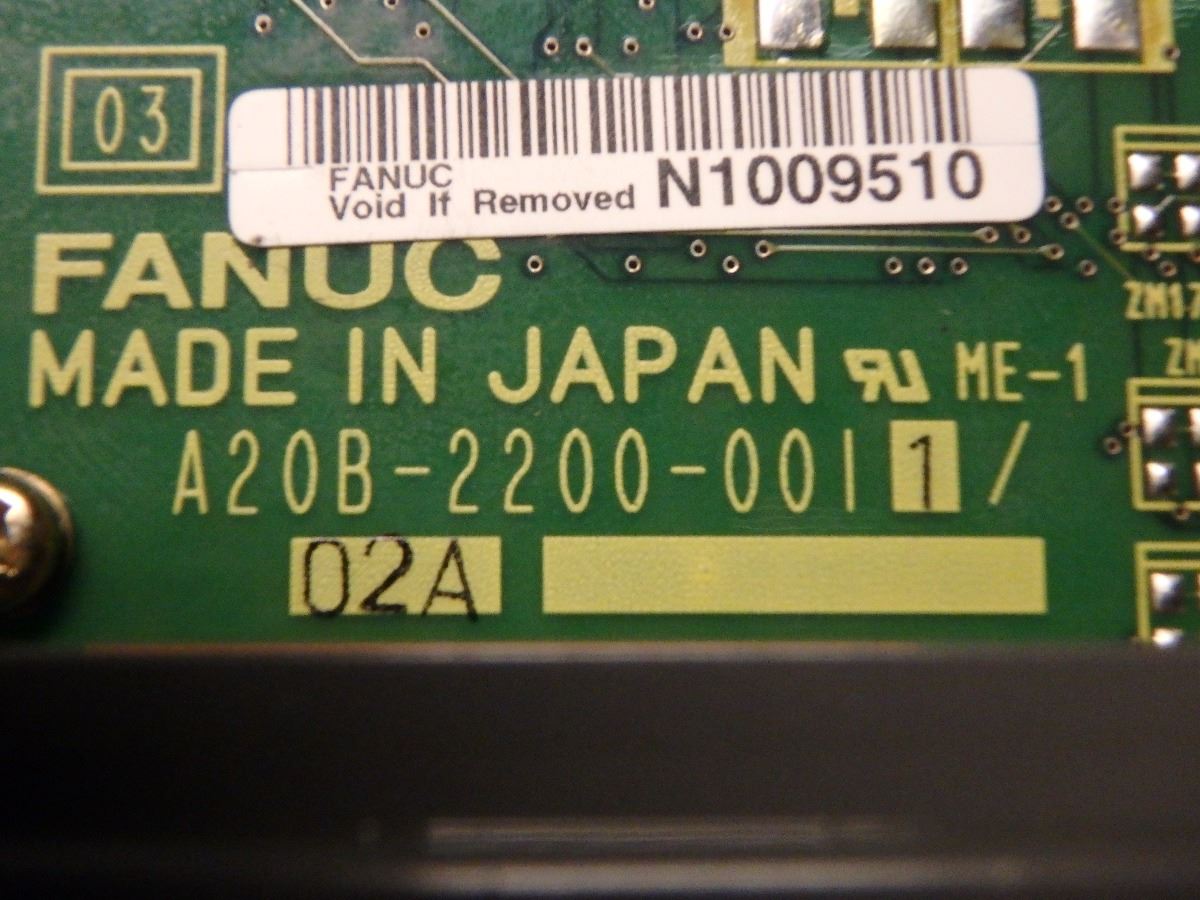 03
FANUC
Void If Removed N1009510
FANUC
MADE IN JAPAN ME-1
A20B-2200-0011/
02A